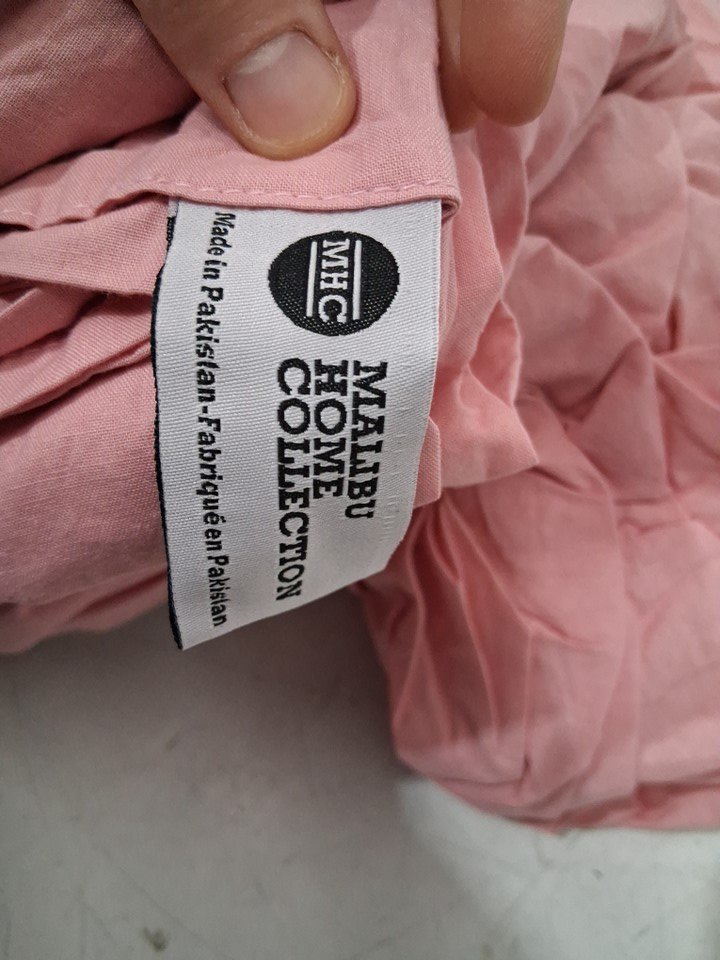 MHC
MALIBU
HOME
COLLECTION
Made in Pakistan-Fabriqué en Pakistan